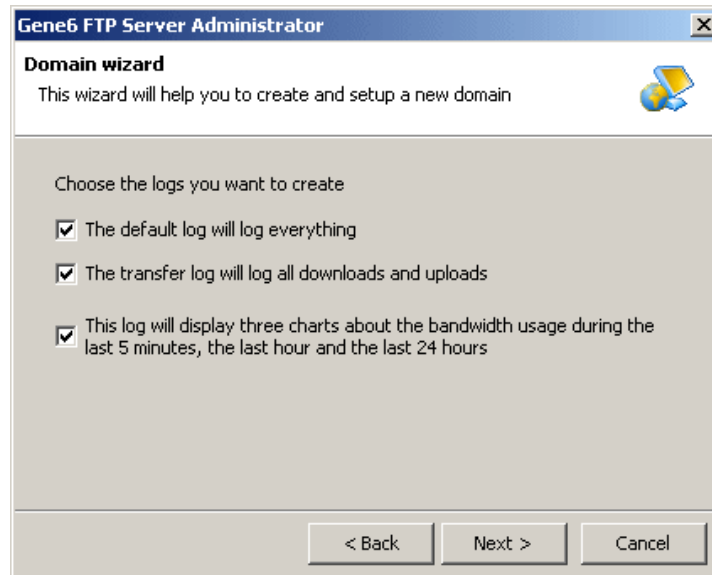 Gene6 FTP Server Administrator
Domain wizard
This wizard will help you to create and setup a new domain
Choose the logs you want to create
The default log will log everything
The transfer log will log all downloads and uploads
This log will display three charts about the bandwidth usage during the
last 5 minutes, the last hour and the last 24 hours
< Back Next > Cancel